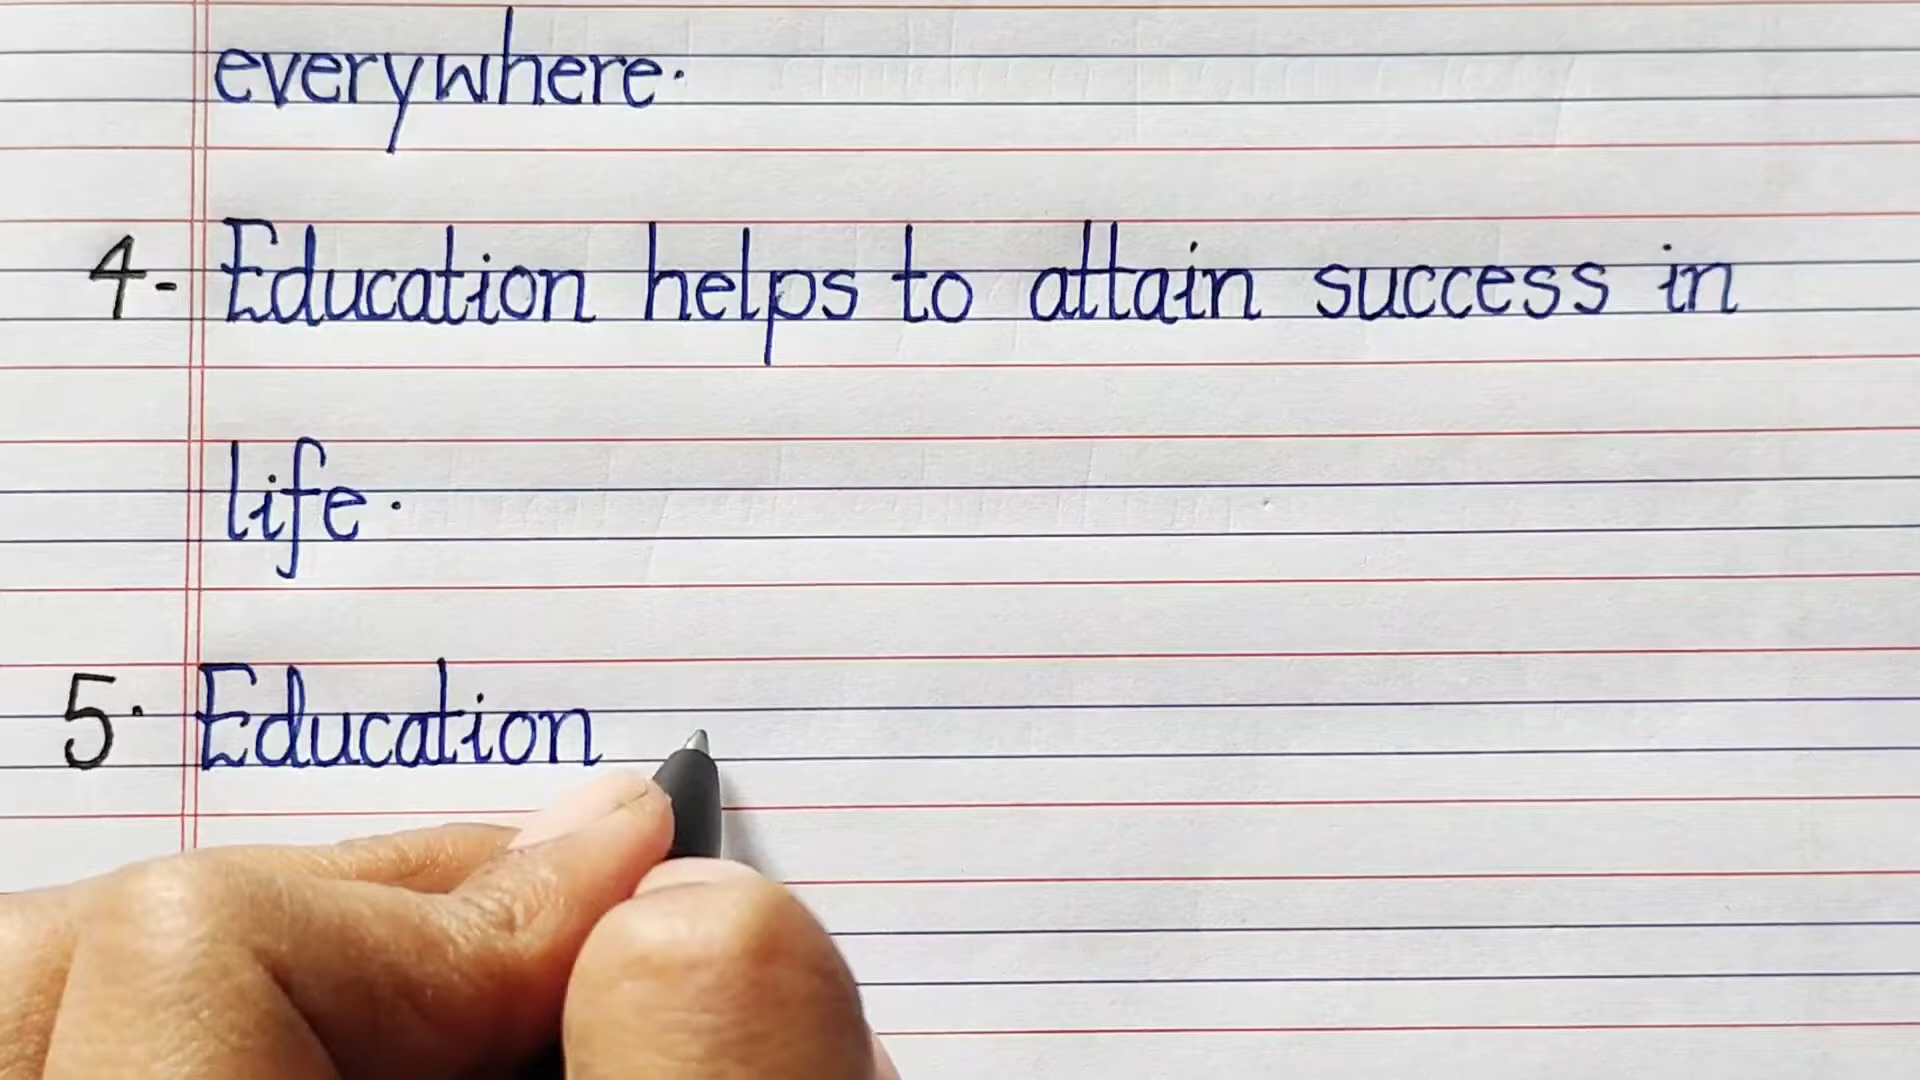 everywhere.
4- Education helps to attain success in
life.
5. Education